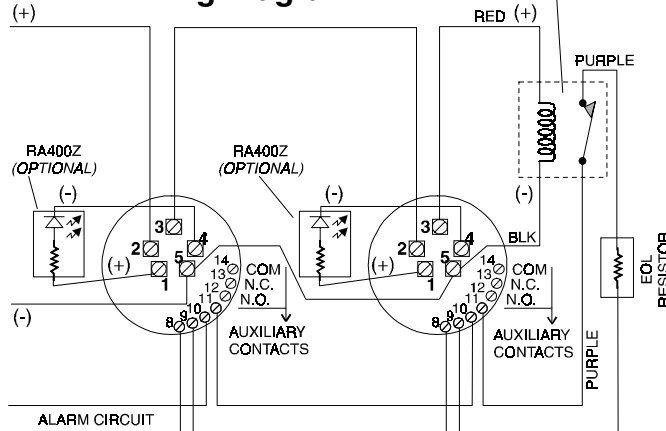 (+)
RED (+)
PURPLE
RA400Z
(OPTIONAL)
RA400Z
(OPTIONAL)
(-)
(-)
(-)
3
2
4
(+)
5
1
14
13
12
11
10
9
8
COM
N.C.
N.O.
AUXILIARY
CONTACTS
3
2
4
(+)
5
1
14
13
12
11
10
9
8
COM
N.C.
N.O.
AUXILIARY
CONTACTS
BLK
EOL
RESISTOR
PURPLE
(-)
ALARM CIRCUIT